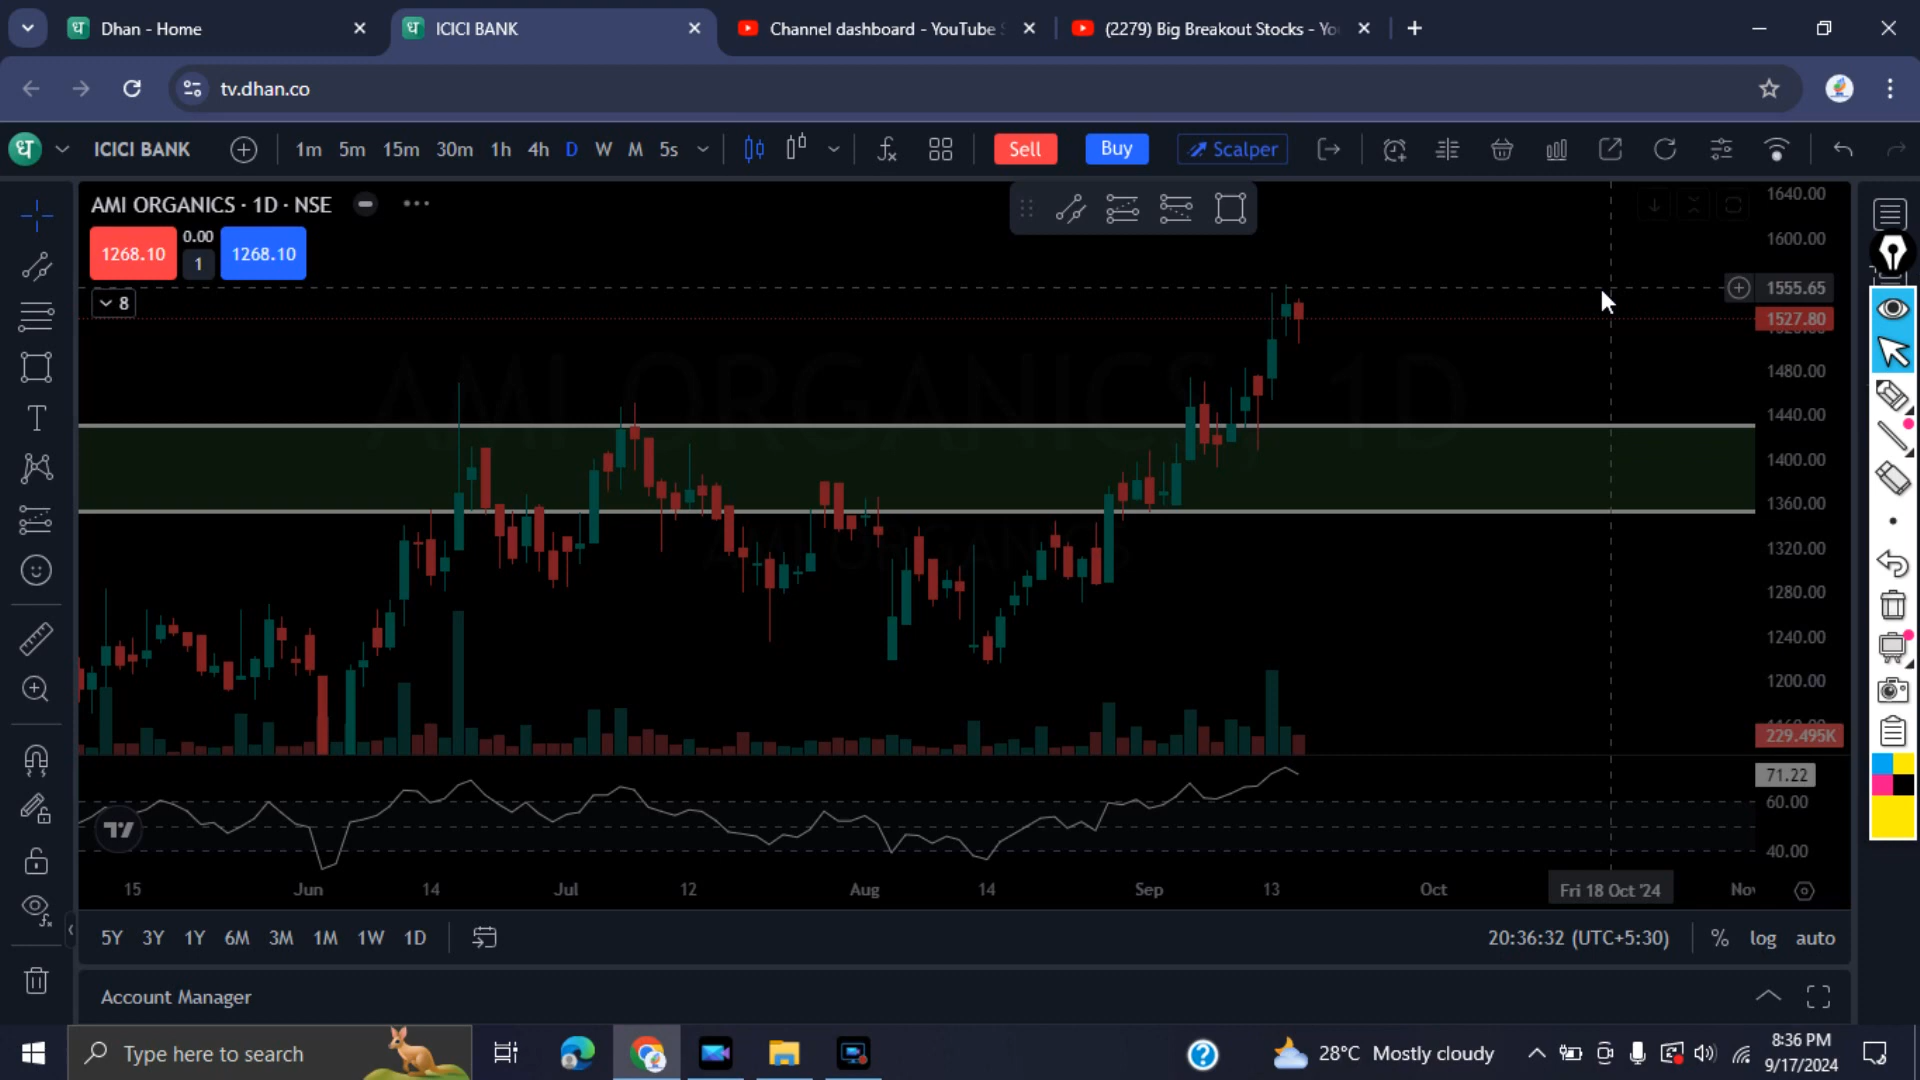 Dhan - Home
ICICI BANK
Channel dashboard - YouTube S
(2279) Big Breakout Stocks - Yo
tv.dhan.co
ध
ICICI BANK
1m 5m 15m 30m 1h 4h D W M 5s
Sell
Buy
Scalper
AMI ORGANICS · 1D · NSE
1268.10
0.00
1
1268.10
8
AMI ORGANICS, 1D
AMI ORGANICS
1640.00
1600.00
1555.65
1527.80
1480.00
1440.00
1400.00
1360.00
1320.00
1280.00
1240.00
1200.00
229.495K
71.22
60.00
40.00
15 Jun 14 Jul 12 Aug 14 Sep 13 Oct Fri 18 Oct '24 Nov
5Y 3Y 1Y 6M 3M 1M 1W 1D
20:36:32 (UTC+5:30) % log auto
Account Manager
Type here to search
28°C Mostly cloudy
8:36 PM
9/17/2024